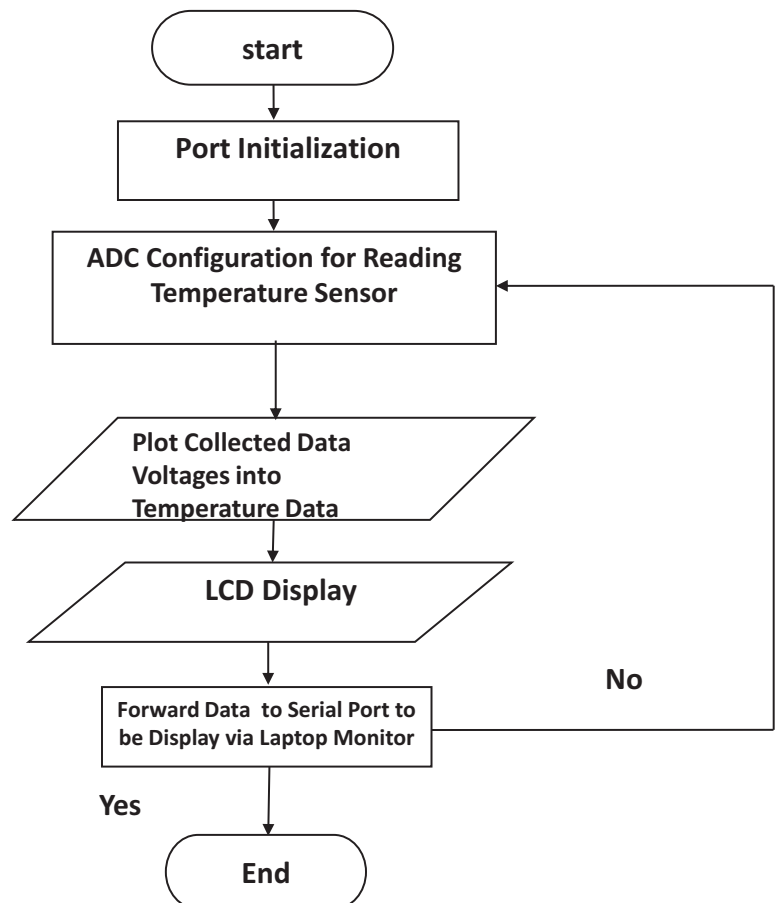 start
Port Initialization
ADC Configuration for Reading
Temperature Sensor
Plot Collected Data
Voltages into
Temperature Data
LCD Display
No
Forward Data to Serial Port to
be Display via Laptop Monitor
Yes
End